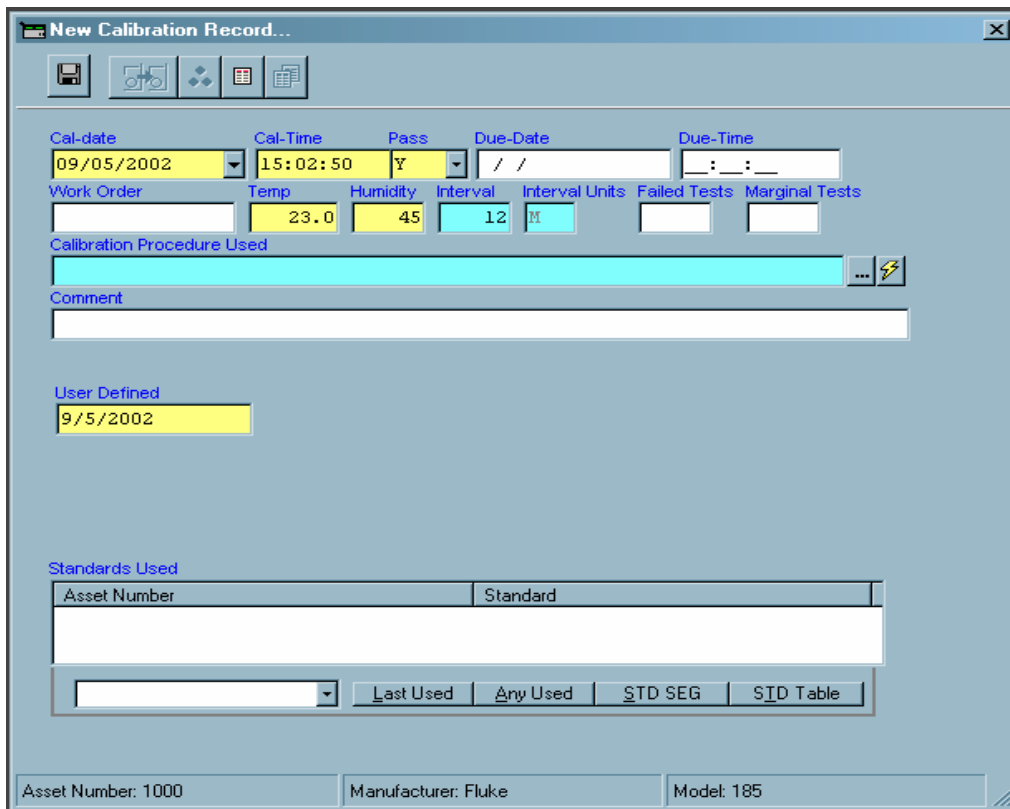 New Calibration Record...
Cal-date Cal-Time Pass Due-Date Due-Time
09/05/2002 15:02:50 Y / / __:__:__
Work Order Temp Humidity Interval Interval Units Failed Tests Marginal Tests
23.0 45 12 M
Calibration Procedure Used
...
Comment
User Defined
9/5/2002
Standards Used
Asset Number Standard
Last Used Any Used STD SEG STD Table
Asset Number: 1000 Manufacturer: Fluke Model: 185